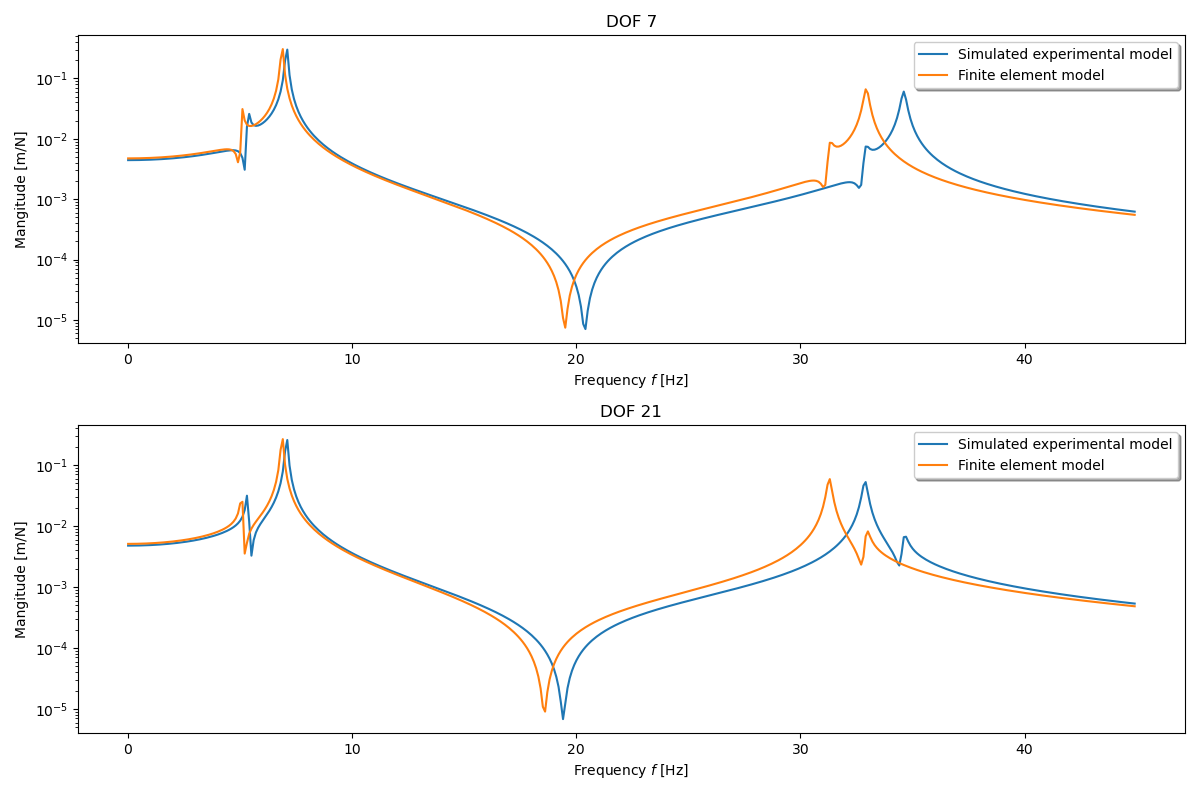 DOF 7
Simulated experimental model
Finite element model
Mangitude [m/N]
10⁻¹
10⁻²
10⁻³
10⁻⁴
10⁻⁵
0 10 20 30 40
Frequency f [Hz]
DOF 21
Simulated experimental model
Finite element model
Mangitude [m/N]
10⁻¹
10⁻²
10⁻³
10⁻⁴
10⁻⁵
0 10 20 30 40
Frequency f [Hz]